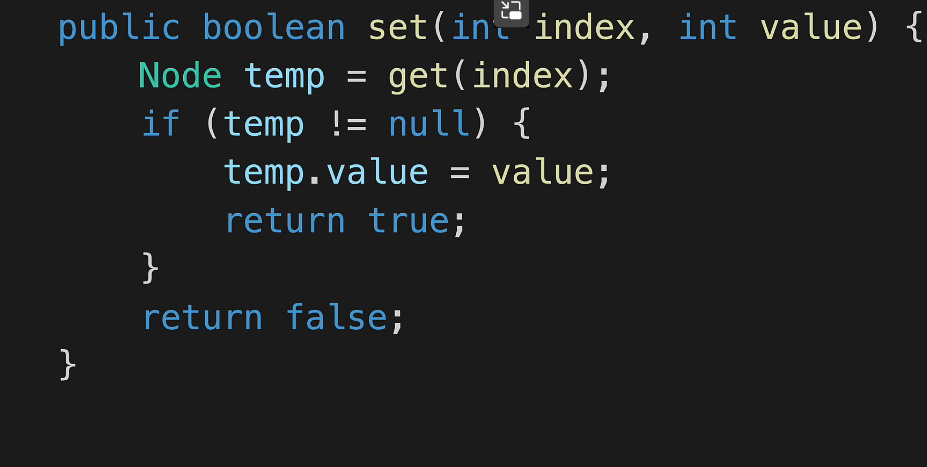 public boolean set(int index, int value) {
    Node temp = get(index);
    if (temp != null) {
        temp.value = value;
        return true;
    }
    return false;
}